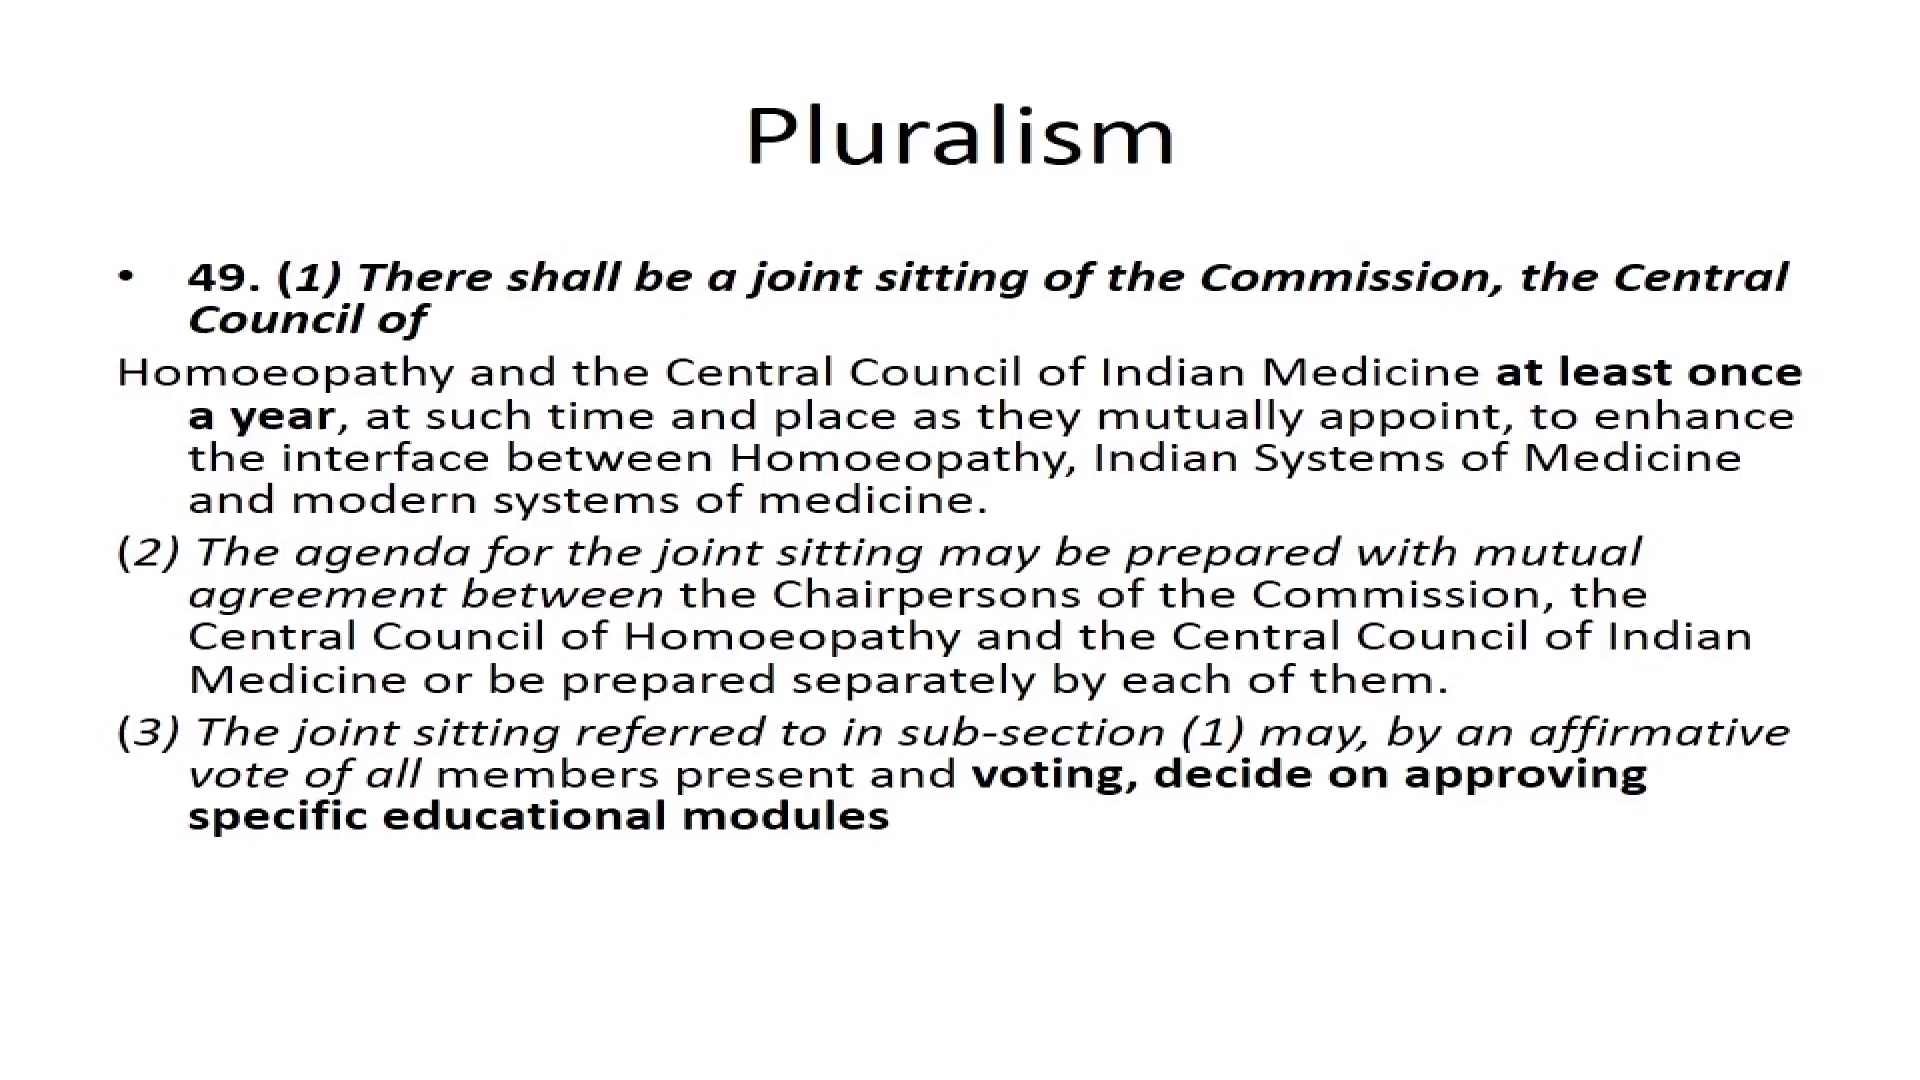 Pluralism
• 49. (1) There shall be a joint sitting of the Commission, the Central
Council of
Homoeopathy and the Central Council of Indian Medicine at least once
a year, at such time and place as they mutually appoint, to enhance
the interface between Homoeopathy, Indian Systems of Medicine
and modern systems of medicine.
(2) The agenda for the joint sitting may be prepared with mutual
agreement between the Chairpersons of the Commission, the
Central Council of Homoeopathy and the Central Council of Indian
Medicine or be prepared separately by each of them.
(3) The joint sitting referred to in sub-section (1) may, by an affirmative
vote of all members present and voting, decide on approving
specific educational modules